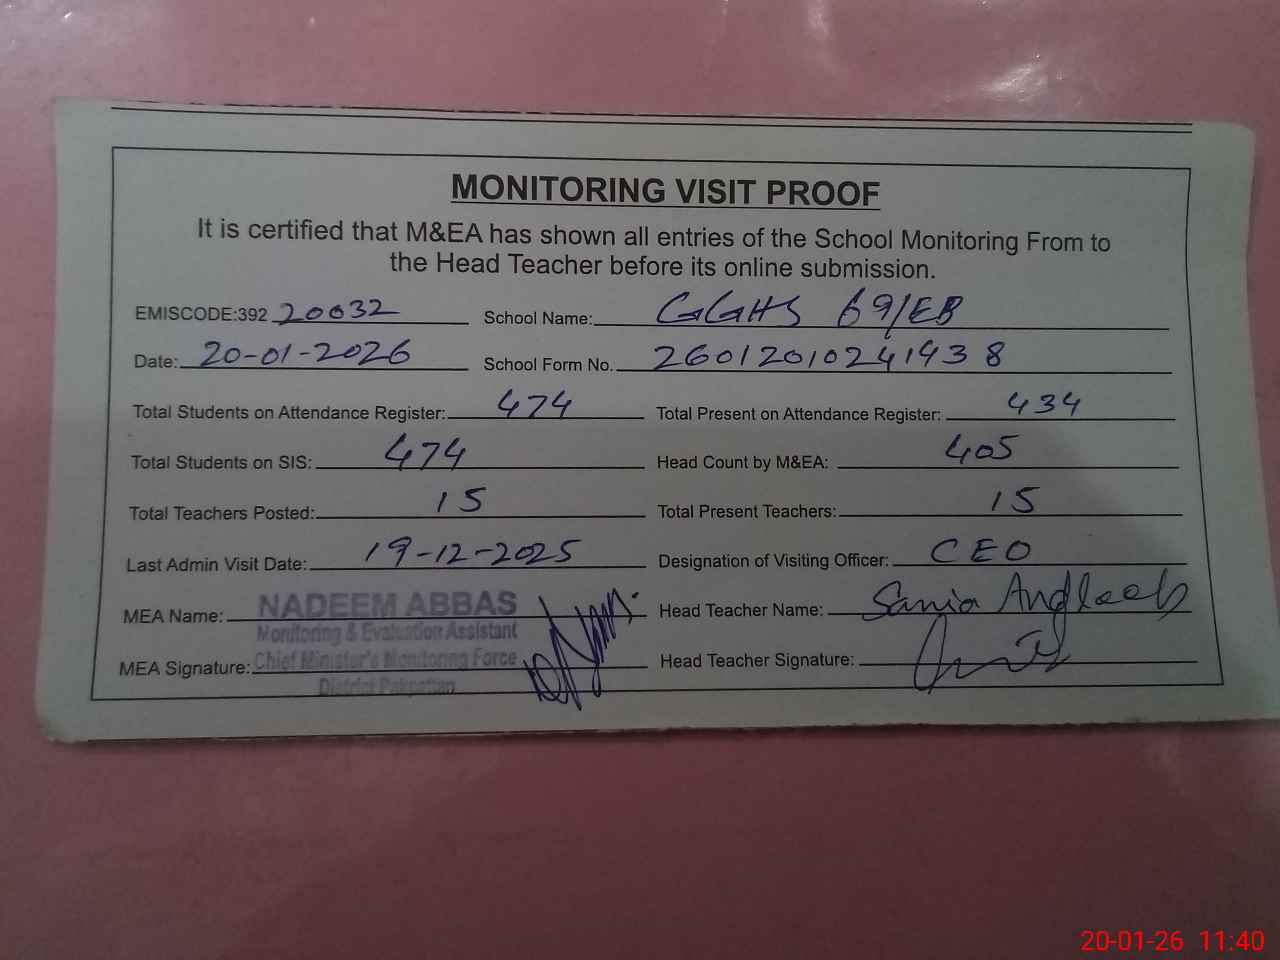 MONITORING VISIT PROOF
It is certified that M&EA has shown all entries of the School Monitoring From to
the Head Teacher before its online submission.
EMISCODE:392 20032 School Name: GGHS 69/EB
Date: 20-01-2026 School Form No. 26012010241938
Total Students on Attendance Register: 474 Total Present on Attendance Register: 434
Total Students on SIS: 474 Head Count by M&EA: 405
Total Teachers Posted: 15 Total Present Teachers: 15
Last Admin Visit Date: 19-12-2025 Designation of Visiting Officer: CEO
MEA Name: NADEEM ABBAS Head Teacher Name: Sania Andleeb
Monitoring & Evaluation Assistant
MEA Signature: Chief Minister's Monitoring Force Head Teacher Signature:
District Pakpattan
20-01-26 11:40